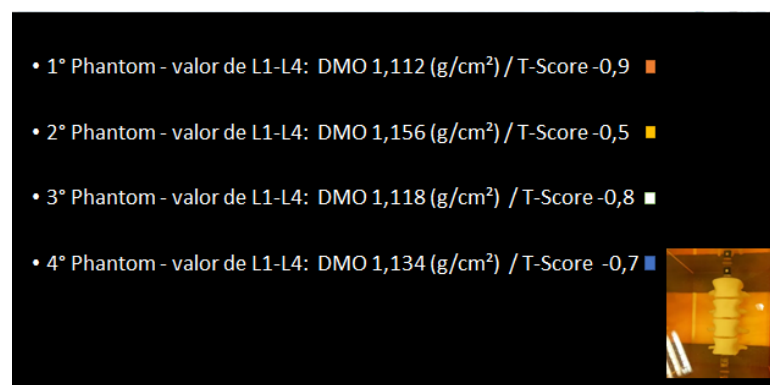 • 1° Phantom - valor de L1-L4: DMO 1,112 (g/cm²) / T-Score -0,9
• 2° Phantom - valor de L1-L4: DMO 1,156 (g/cm²) / T-Score -0,5
• 3° Phantom - valor de L1-L4: DMO 1,118 (g/cm²) / T-Score -0,8
• 4° Phantom - valor de L1-L4: DMO 1,134 (g/cm²) / T-Score -0,7